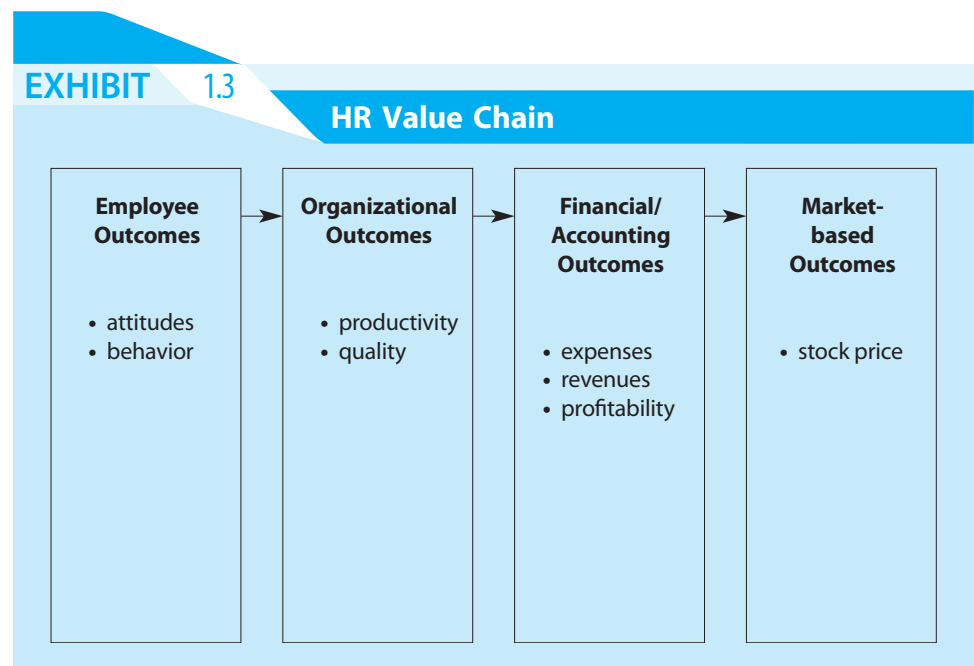 EXHIBIT 1.3
HR Value Chain
Employee
Outcomes
• attitudes
• behavior
Organizational
Outcomes
• productivity
• quality
Financial/
Accounting
Outcomes
• expenses
• revenues
• profitability
Market-
based
Outcomes
• stock price